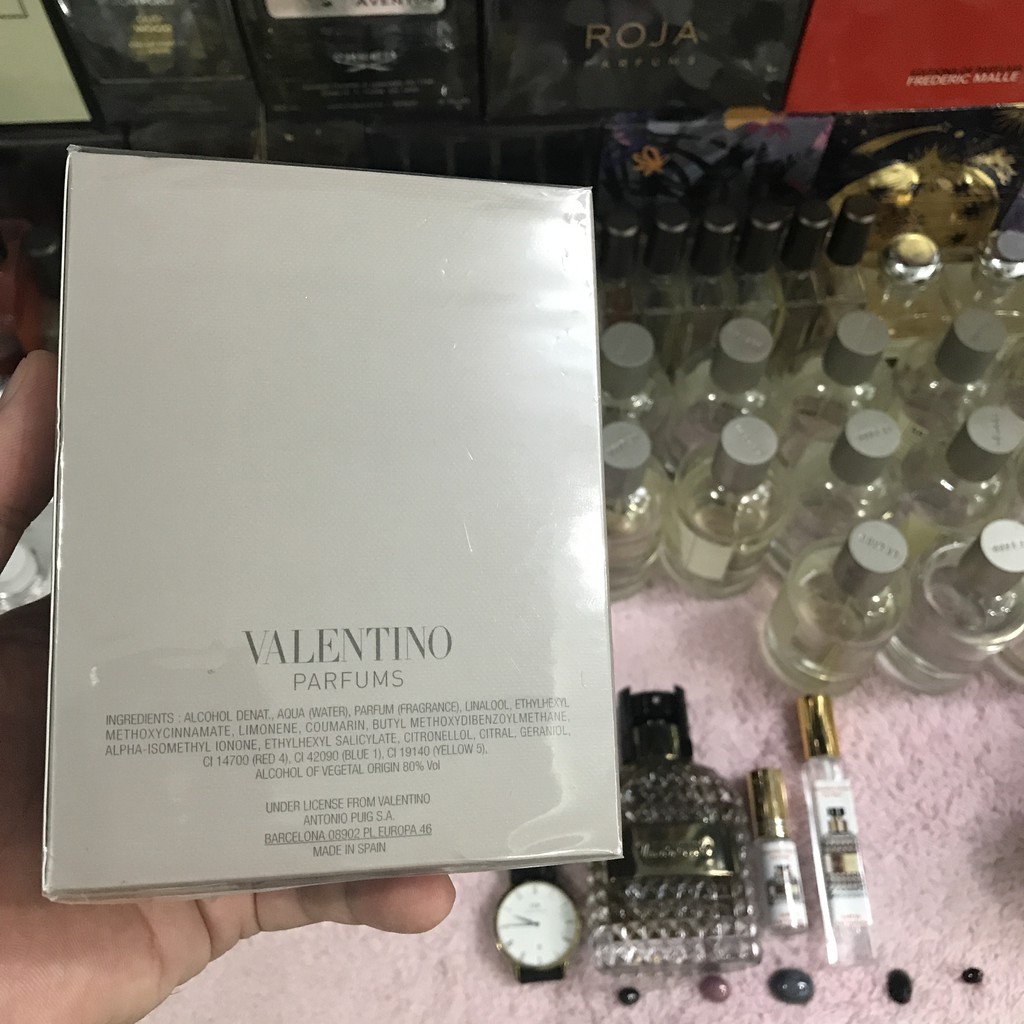 OUD WOOD
AVENTUS
ROJA
PARFUMS
FREDERIC MALLE
VALENTINO
PARFUMS
INGREDIENTS : ALCOHOL DENAT., AQUA (WATER), PARFUM (FRAGRANCE), LINALOOL, ETHYLHEXYL
METHOXYCINNAMATE, LIMONENE, COUMARIN, BUTYL METHOXYDIBENZOYLMETHANE,
ALPHA-ISOMETHYL IONONE, ETHYLHEXYL SALICYLATE, CITRONELLOL, CITRAL, GERANIOL,
CI 14700 (RED 4), CI 42090 (BLUE 1), CI 19140 (YELLOW 5),
ALCOHOL OF VEGETAL ORIGIN 80% Vol
UNDER LICENSE FROM VALENTINO
ANTONIO PUIG S.A.
BARCELONA 08902 PL EUROPA 46
MADE IN SPAIN